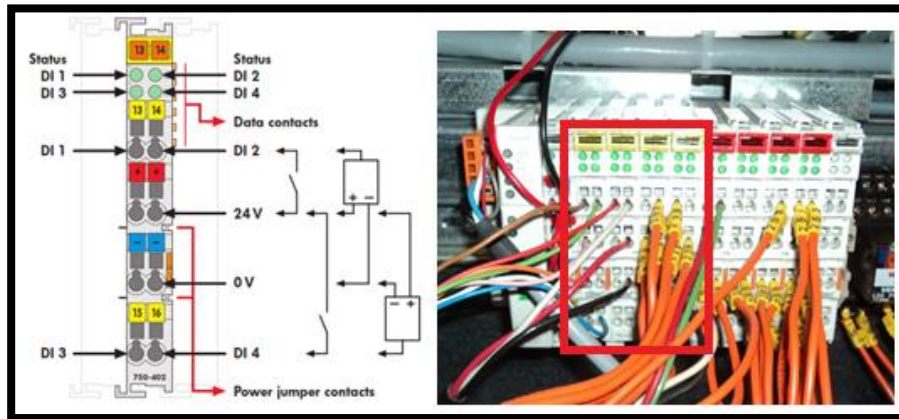 13 14
Status
Status
DI 1
DI 2
DI 3
DI 4
13 14
Data contacts
DI 1
DI 2
+ +
+ −
24 V
− −
− +
0 V
15 16
DI 3
DI 4
750-402
Power jumper contacts